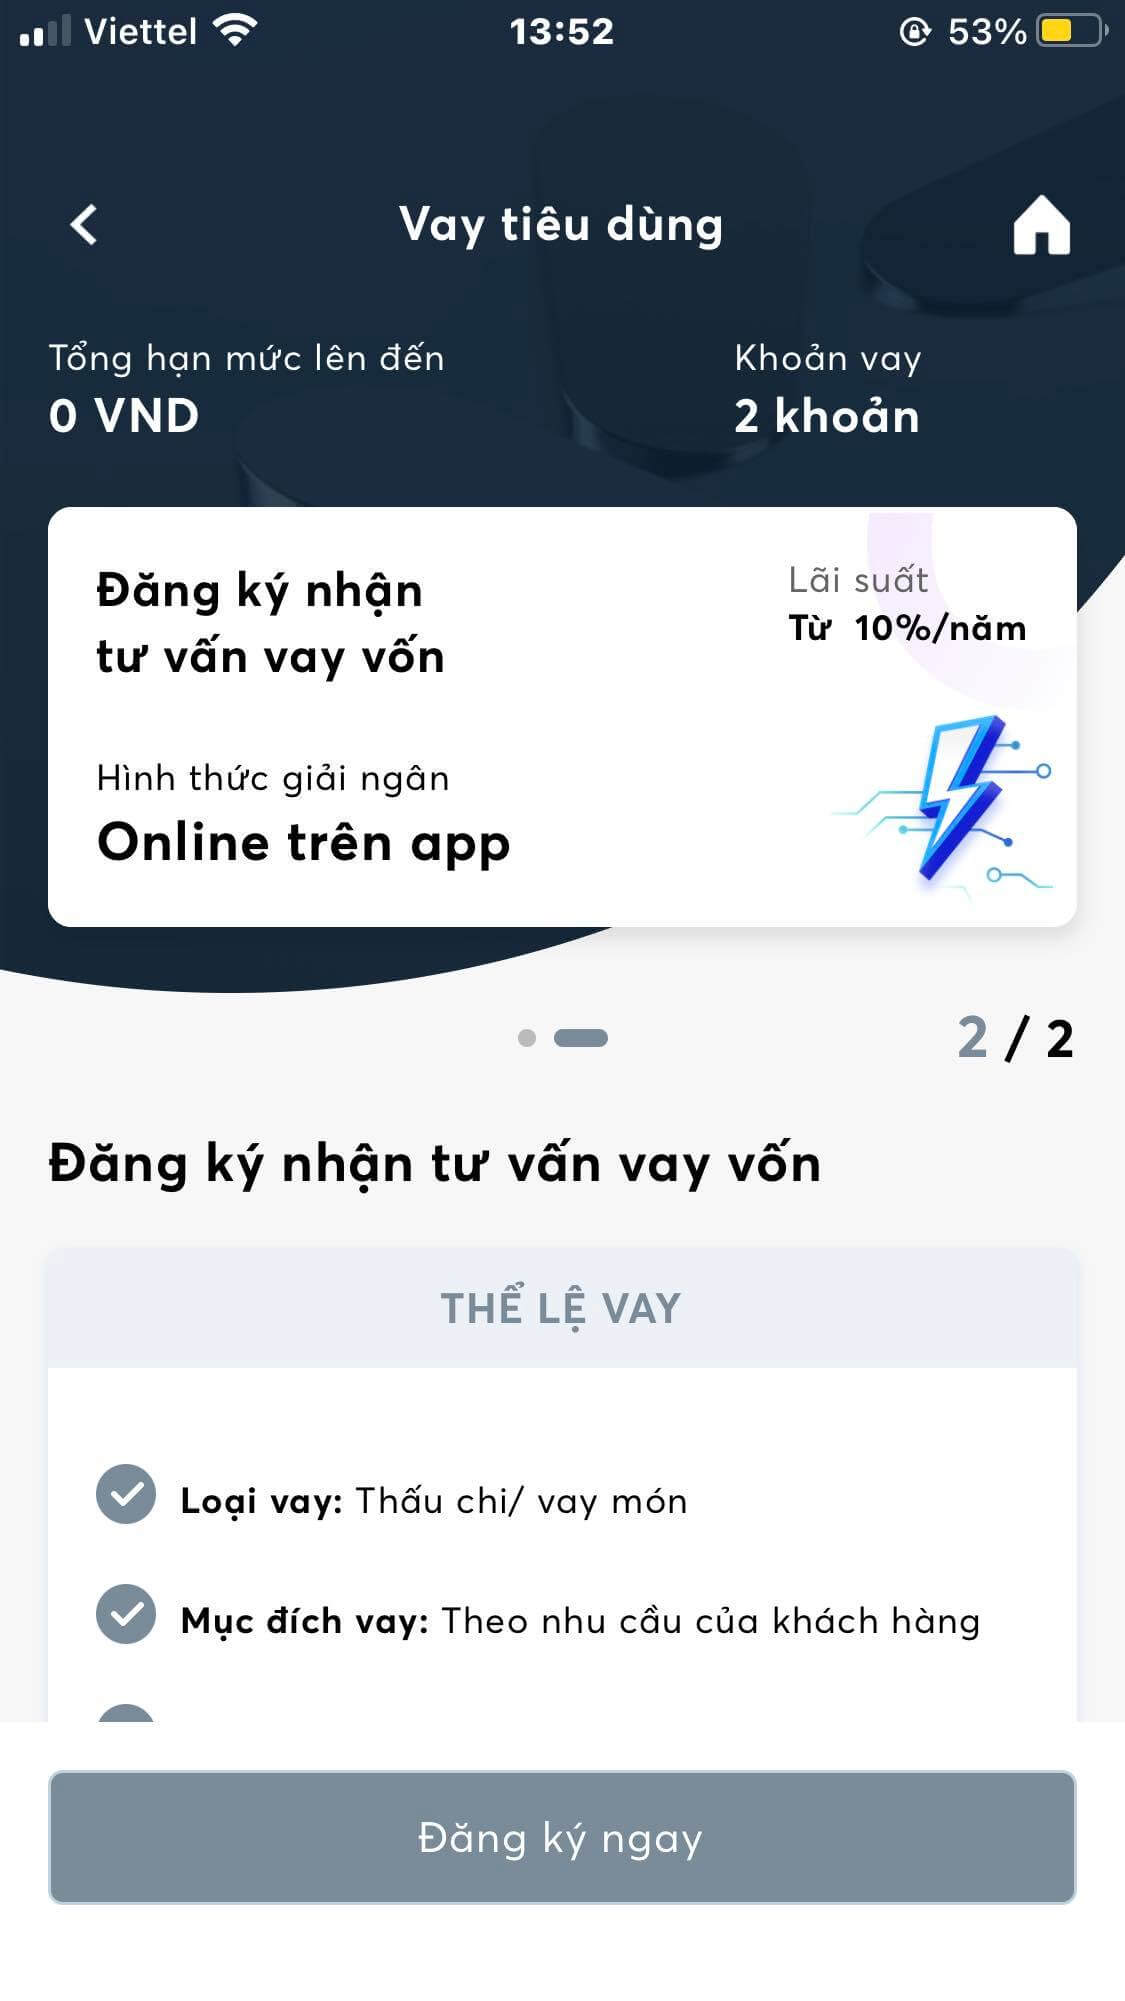 Viettel 13:52 53%
Vay tiêu dùng
Tổng hạn mức lên đến
0 VND
Khoản vay
2 khoản
Đăng ký nhận
tư vấn vay vốn
Lãi suất
Từ 10%/năm
Hình thức giải ngân
Online trên app
2 / 2
Đăng ký nhận tư vấn vay vốn
THỂ LỆ VAY
Loại vay: Thấu chi/ vay món
Mục đích vay: Theo nhu cầu của khách hàng
Đăng ký ngay